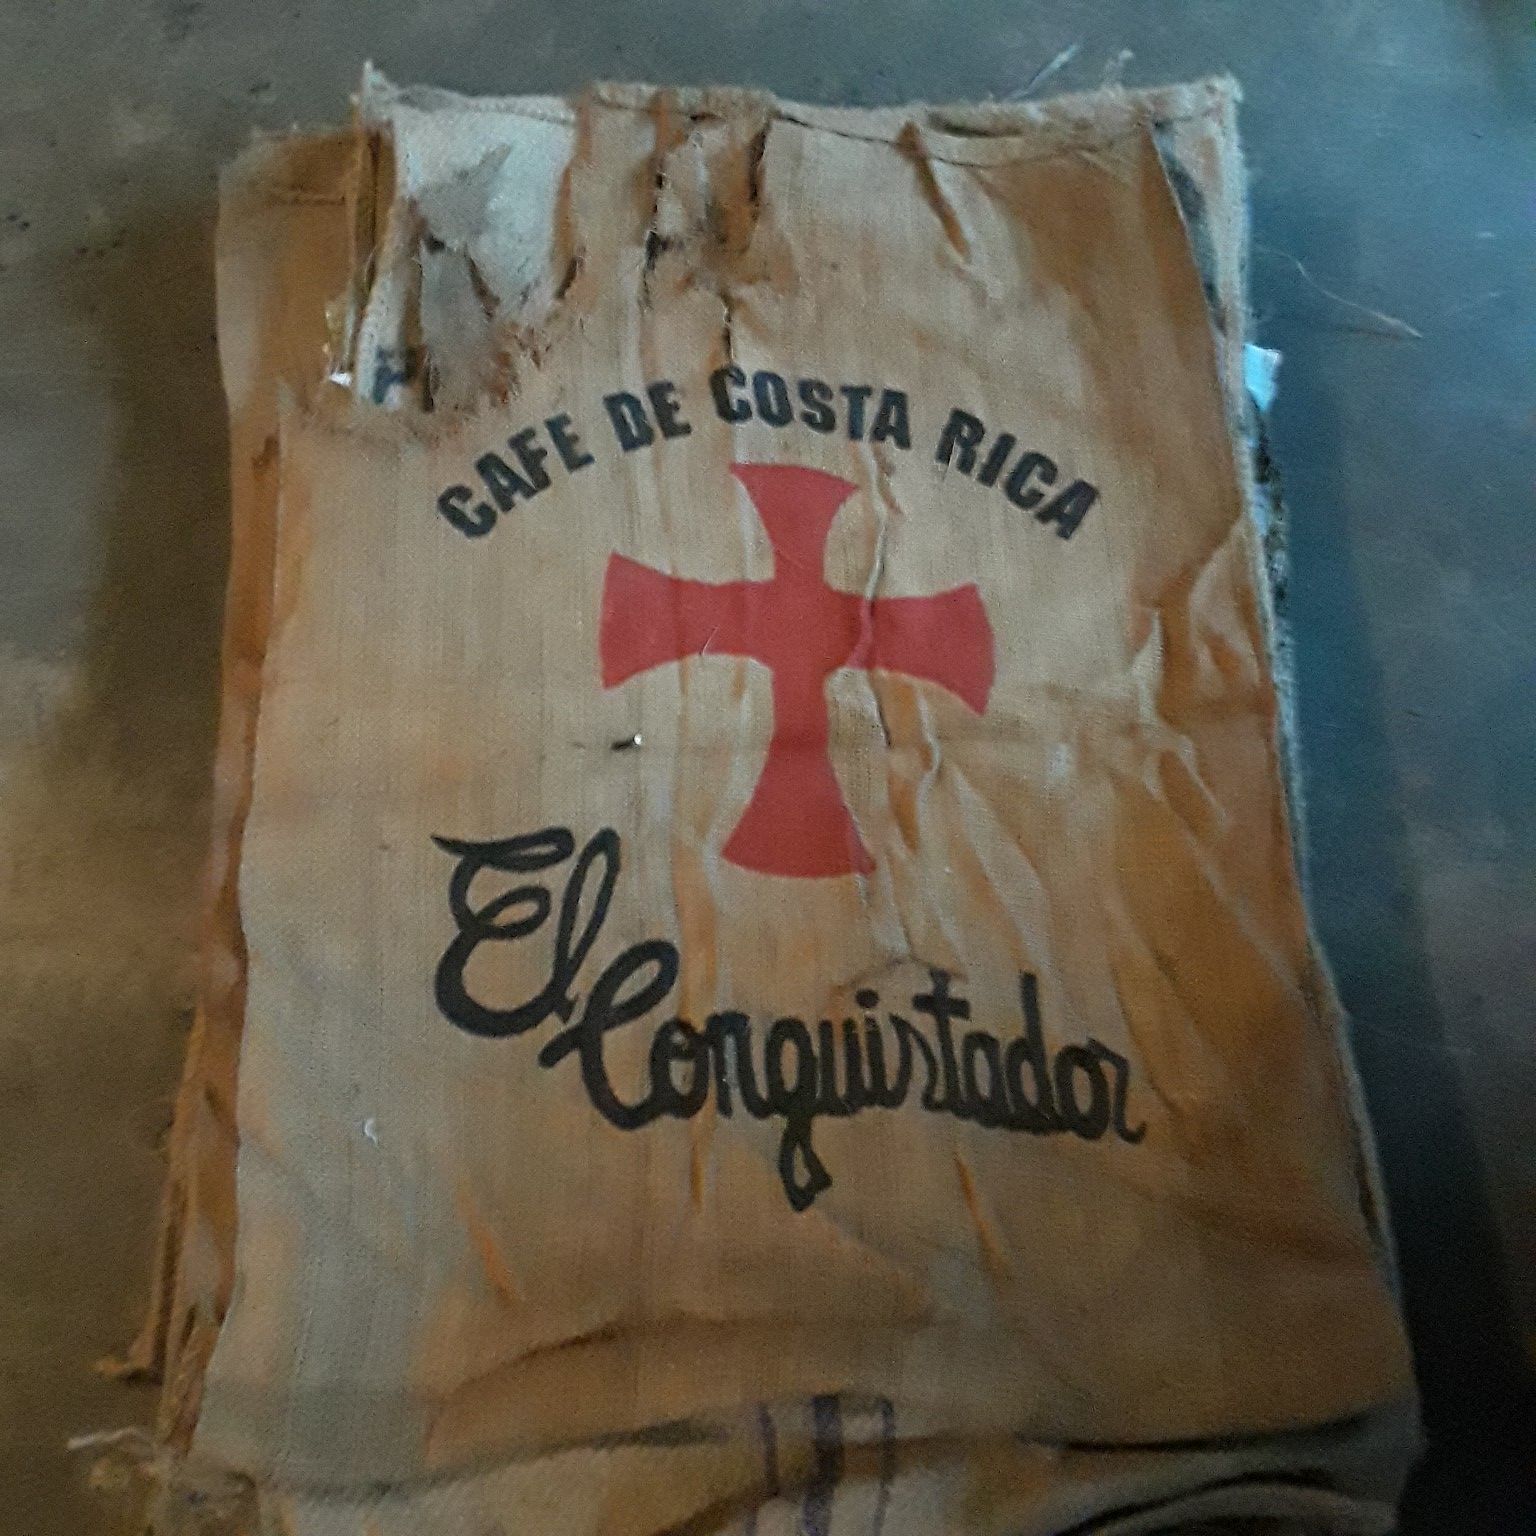 CAFE DE COSTA RICA
El
Conquistador